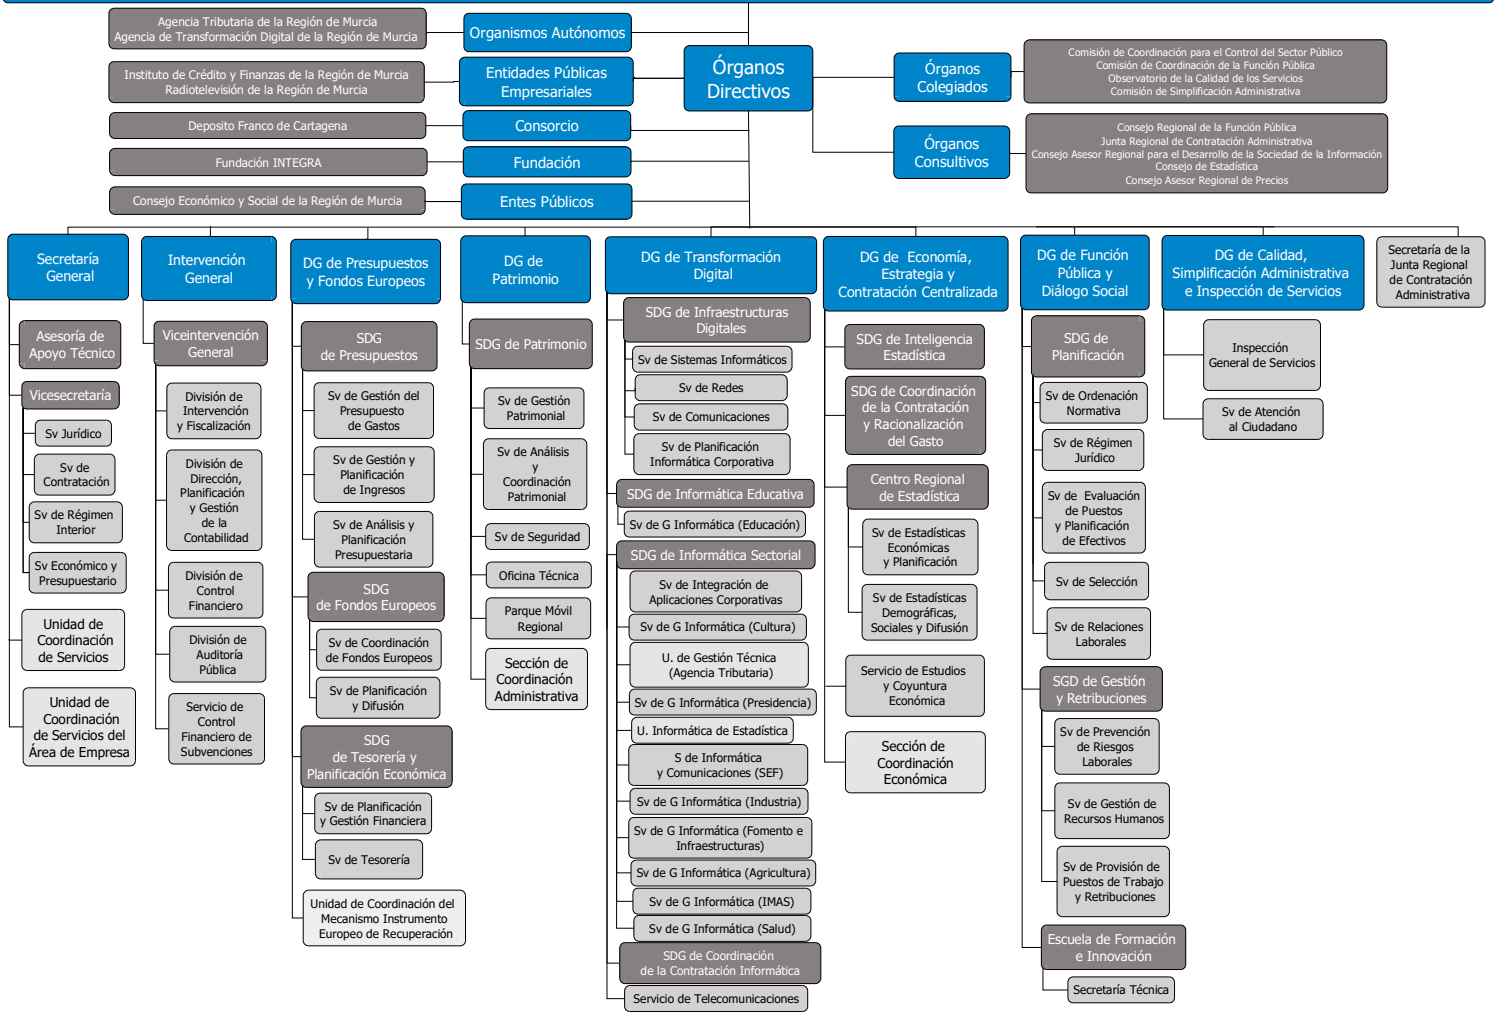 Agencia Tributaria de la Región de Murcia
Agencia de Transformación Digital de la Región de Murcia
Organismos Autónomos
Instituto de Crédito y Finanzas de la Región de Murcia
Radiotelevisión de la Región de Murcia
Entidades Públicas
Empresariales
Deposito Franco de Cartagena
Consorcio
Fundación INTEGRA
Fundación
Consejo Económico y Social de la Región de Murcia
Entes Públicos
Órganos
Directivos
Órganos
Colegiados
Comisión de Coordinación para el Control del Sector Público
Comisión de Coordinación de la Función Pública
Observatorio de la Calidad de los Servicios
Comisión de Simplificación Administrativa
Órganos
Consultivos
Consejo Regional de la Función Pública
Junta Regional de Contratación Administrativa
Consejo Asesor Regional para el Desarrollo de la Sociedad de la Información
Consejo de Estadística
Consejo Asesor Regional de Precios
Secretaría
General
Asesoría de
Apoyo Técnico
Vicesecretaría
Sv Jurídico
Sv de
Contratación
Sv de Régimen
Interior
Sv Económico y
Presupuestario
Unidad de
Coordinación
de Servicios
Unidad de
Coordinación
de Servicios del
Área de Empresa
Intervención
General
Viceintervención
General
División de
Intervención
y Fiscalización
División de
Dirección,
Planificación
y Gestión
de la
Contabilidad
División de
Control
Financiero
División de
Auditoría
Pública
Servicio de
Control
Financiero de
Subvenciones
DG de Presupuestos
y Fondos Europeos
SDG
de Presupuestos
Sv de Gestión del
Presupuesto
de Gastos
Sv de Gestión y
Planificación
de Ingresos
Sv de Análisis y
Planificación
Presupuestaria
SDG
de Fondos Europeos
Sv de Coordinación
de Fondos Europeos
Sv de Planificación
y Difusión
SDG
de Tesorería y
Planificación Económica
Sv de Planificación
y Gestión Financiera
Sv de Tesorería
Unidad de Coordinación del
Mecanismo Instrumento
Europeo de Recuperación
DG de
Patrimonio
SDG de Patrimonio
Sv de Gestión
Patrimonial
Sv de Análisis
y
Coordinación
Patrimonial
Sv de Seguridad
Oficina Técnica
Parque Móvil
Regional
Sección de
Coordinación
Administrativa
DG de Transformación
Digital
SDG de Infraestructuras
Digitales
Sv de Sistemas Informáticos
Sv de Redes
Sv de Comunicaciones
Sv de Planificación
Informática Corporativa
SDG de Informática Educativa
Sv de G Informática (Educación)
SDG de Informática Sectorial
Sv de Integración de
Aplicaciones Corporativas
Sv de G Informática (Cultura)
U. de Gestión Técnica
(Agencia Tributaria)
Sv de G Informática (Presidencia)
U. Informática de Estadística
S de Informática
y Comunicaciones (SEF)
Sv de G Informática (Industria)
Sv de G Informática (Fomento e
Infraestructuras)
Sv de G Informática (Agricultura)
Sv de G Informática (IMAS)
Sv de G Informática (Salud)
SDG de Coordinación
de la Contratación Informática
Servicio de Telecomunicaciones
DG de Economía,
Estrategia y
Contratación Centralizada
SDG de Inteligencia
Estadística
SDG de Coordinación
de la Contratación
y Racionalización
del Gasto
Centro Regional
de Estadística
Sv de Estadísticas
Económicas
y Planificación
Sv de Estadísticas
Demográficas,
Sociales y Difusión
Servicio de Estudios
y Coyuntura
Económica
Sección de
Coordinación
Económica
DG de Función
Pública y
Diálogo Social
SDG de
Planificación
Sv de Ordenación
Normativa
Sv de Régimen
Jurídico
Sv de Evaluación
de Puestos
y Planificación
de Efectivos
Sv de Selección
Sv de Relaciones
Laborales
SGD de Gestión
y Retribuciones
Sv de Prevención
de Riesgos
Laborales
Sv de Gestión de
Recursos Humanos
Sv de Provisión de
Puestos de Trabajo
y Retribuciones
Escuela de Formación
e Innovación
Secretaría Técnica
DG de Calidad,
Simplificación Administrativa
e Inspección de Servicios
Inspección
General de Servicios
Sv de Atención
al Ciudadano
Secretaría de la
Junta Regional
de Contratación
Administrativa